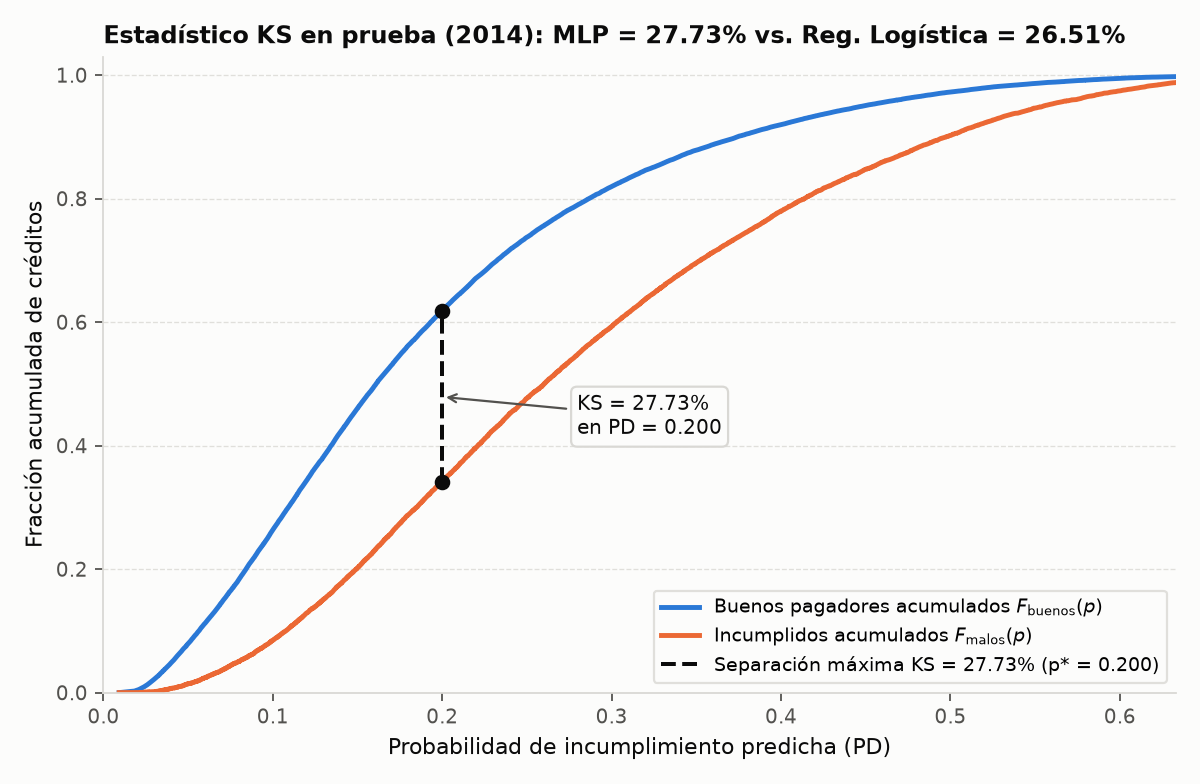 Estadístico KS en prueba (2014): MLP = 27.73% vs. Reg. Logística = 26.51%
Fracción acumulada de créditos
1.0
0.8
0.6
0.4
0.2
0.0
KS = 27.73%
en PD = 0.200
Buenos pagadores acumulados F_buenos(p)
Incumplidos acumulados F_malos(p)
Separación máxima KS = 27.73% (p* = 0.200)
0.0 0.1 0.2 0.3 0.4 0.5 0.6
Probabilidad de incumplimiento predicha (PD)